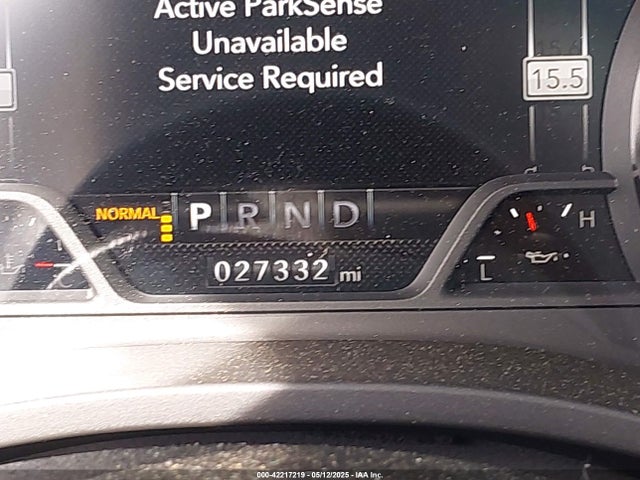 Active ParkSense
Unavailable
Service Required
15.5
NORMAL P R N D
H
L
027332 mi
000-42217219 - 05/12/2025 - IAA Inc.